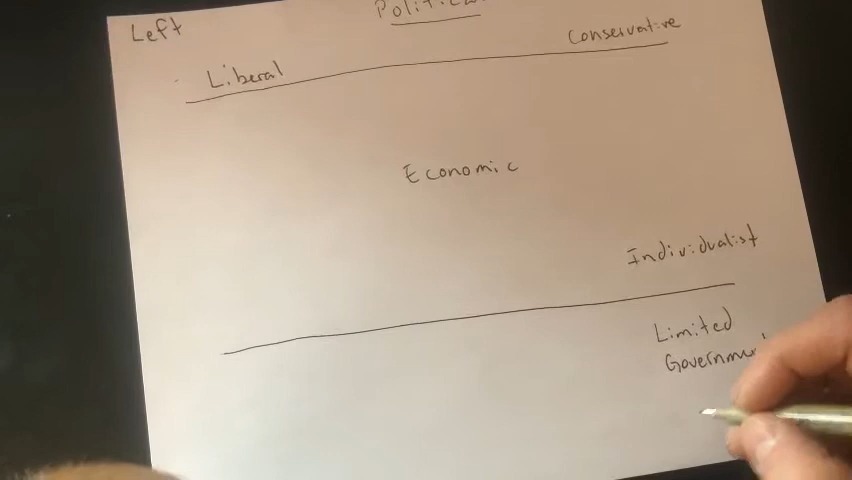 Left
Liberal
Conservative
Economic
Individualist
Limited